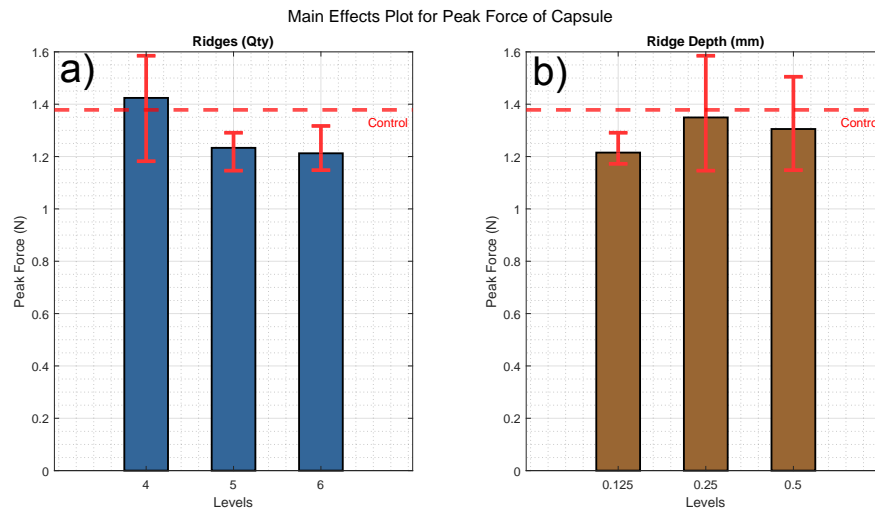 Main Effects Plot for Peak Force of Capsule
Ridges (Qty)
a)
1.6
1.4
1.2
1
0.8
0.6
0.4
0.2
0
Peak Force (N)
Control
4 5 6
Levels
Ridge Depth (mm)
b)
1.6
1.4
1.2
1
0.8
0.6
0.4
0.2
0
Peak Force (N)
Control
0.125 0.25 0.5
Levels